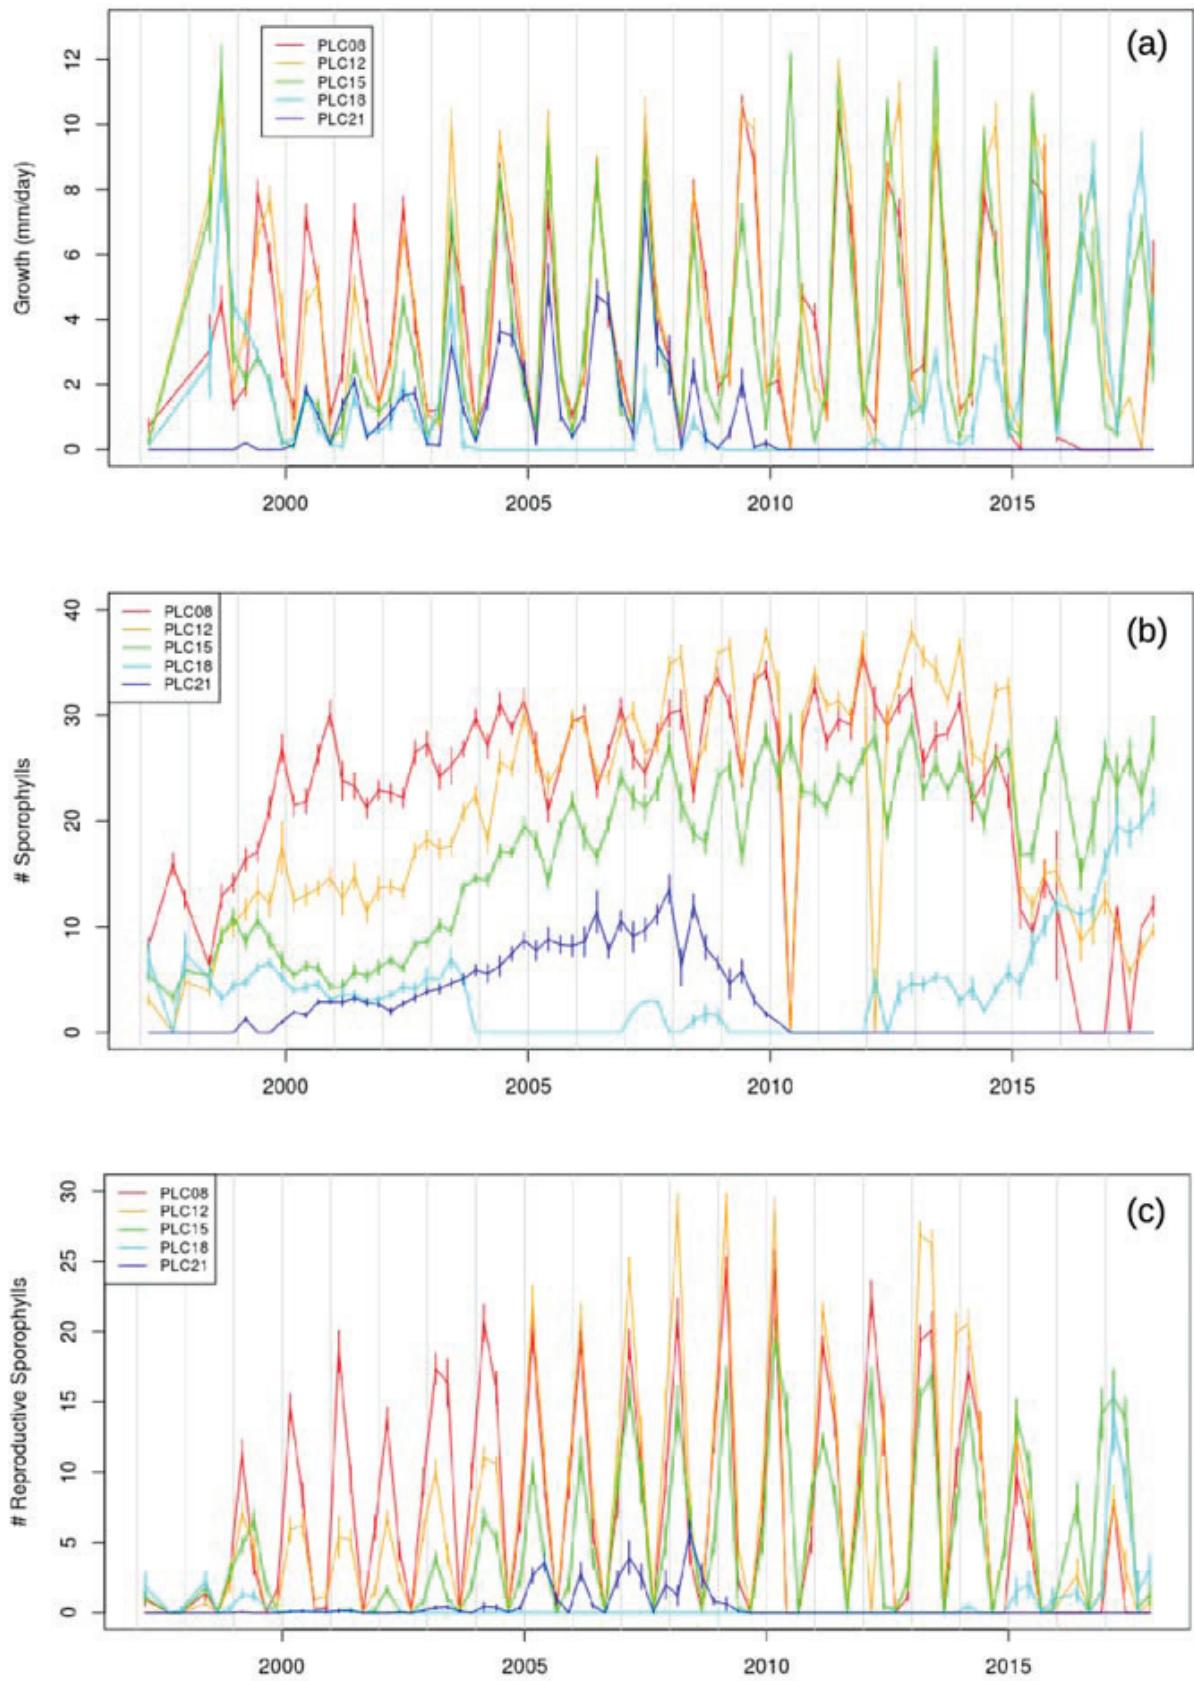 (a)
PLC08
PLC12
PLC15
PLC18
PLC21
Growth (mm/day)
0 2 4 6 8 10 12
2000 2005 2010 2015
(b)
PLC08
PLC12
PLC15
PLC18
PLC21
# Sporophylls
0 10 20 30 40
2000 2005 2010 2015
(c)
PLC08
PLC12
PLC15
PLC18
PLC21
# Reproductive Sporophylls
0 5 10 15 20 25 30
2000 2005 2010 2015